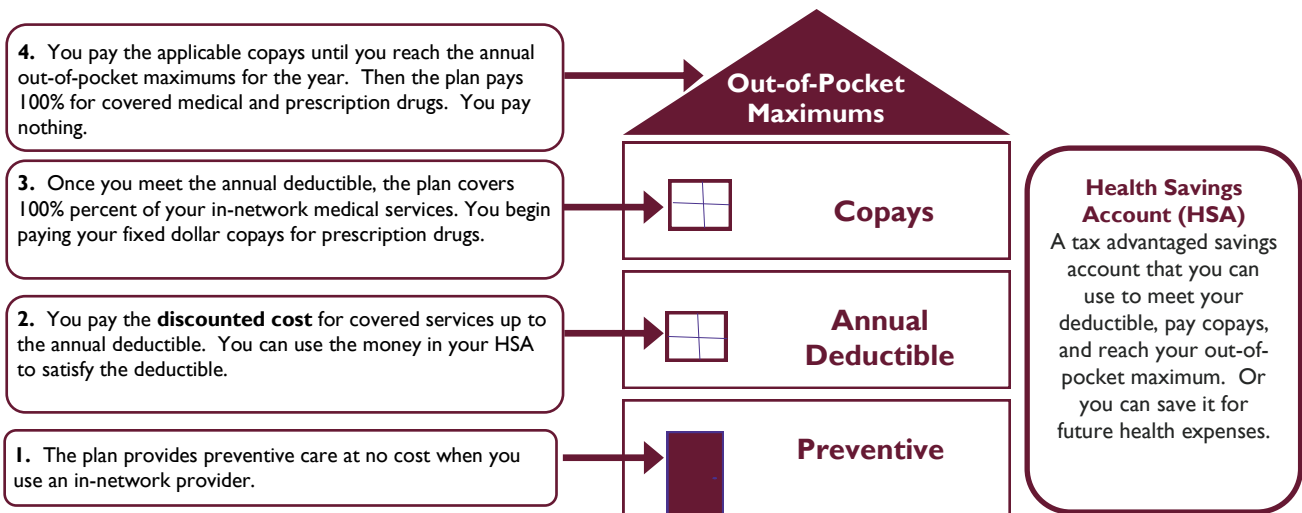 4. You pay the applicable copays until you reach the annual
out-of-pocket maximums for the year. Then the plan pays
100% for covered medical and prescription drugs. You pay
nothing.
Out-of-Pocket
Maximums
3. Once you meet the annual deductible, the plan covers
100% percent of your in-network medical services. You begin
paying your fixed dollar copays for prescription drugs.
Copays
2. You pay the discounted cost for covered services up to
the annual deductible. You can use the money in your HSA
to satisfy the deductible.
Annual
Deductible
1. The plan provides preventive care at no cost when you
use an in-network provider.
Preventive
Health Savings
Account (HSA)
A tax advantaged savings
account that you can
use to meet your
deductible, pay copays,
and reach your out-of-
pocket maximum. Or
you can save it for
future health expenses.